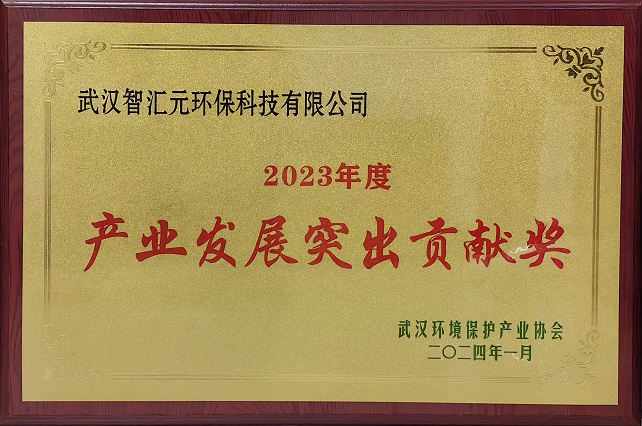 武汉智汇元环保科技有限公司
2023年度
产业发展突出贡献奖
武汉环境保护产业协会
二〇二四年一月